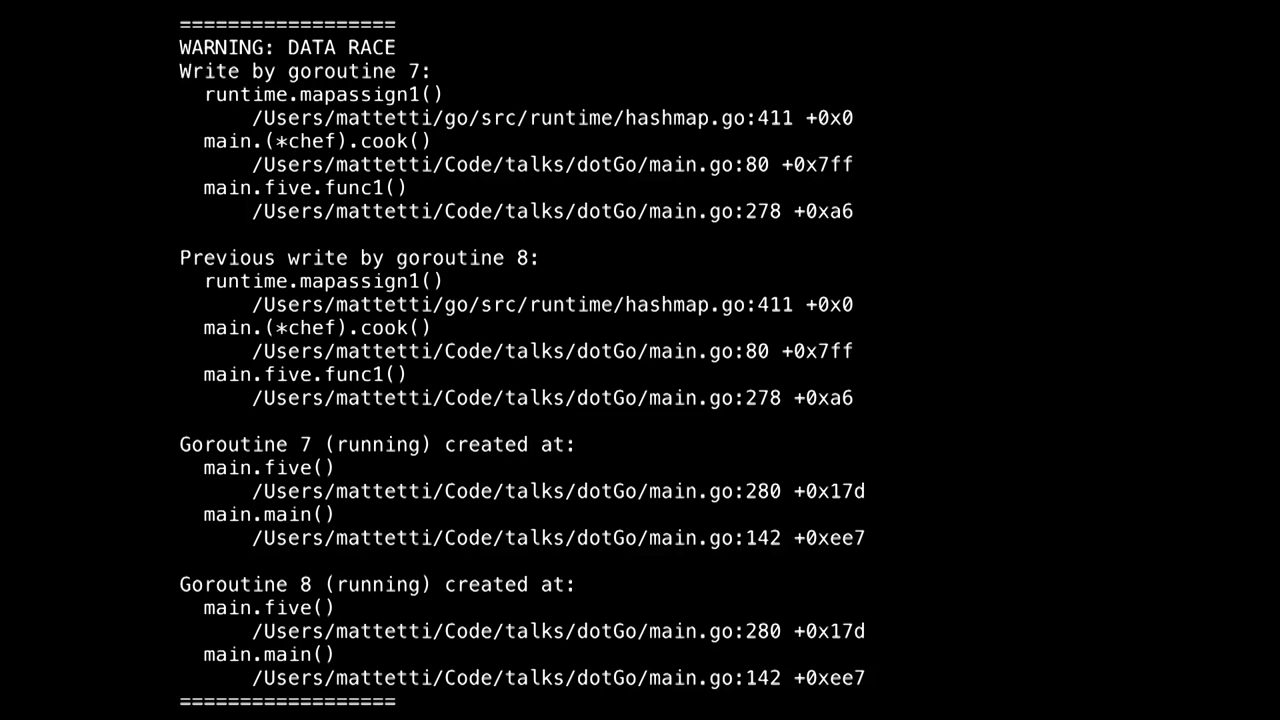 ==================
WARNING: DATA RACE
Write by goroutine 7:
  runtime.mapassign1()
      /Users/mattetti/go/src/runtime/hashmap.go:411 +0x0
  main.(*chef).cook()
      /Users/mattetti/Code/talks/dotGo/main.go:80 +0x7ff
  main.five.func1()
      /Users/mattetti/Code/talks/dotGo/main.go:278 +0xa6

Previous write by goroutine 8:
  runtime.mapassign1()
      /Users/mattetti/go/src/runtime/hashmap.go:411 +0x0
  main.(*chef).cook()
      /Users/mattetti/Code/talks/dotGo/main.go:80 +0x7ff
  main.five.func1()
      /Users/mattetti/Code/talks/dotGo/main.go:278 +0xa6

Goroutine 7 (running) created at:
  main.five()
      /Users/mattetti/Code/talks/dotGo/main.go:280 +0x17d
  main.main()
      /Users/mattetti/Code/talks/dotGo/main.go:142 +0xee7

Goroutine 8 (running) created at:
  main.five()
      /Users/mattetti/Code/talks/dotGo/main.go:280 +0x17d
  main.main()
      /Users/mattetti/Code/talks/dotGo/main.go:142 +0xee7
==================